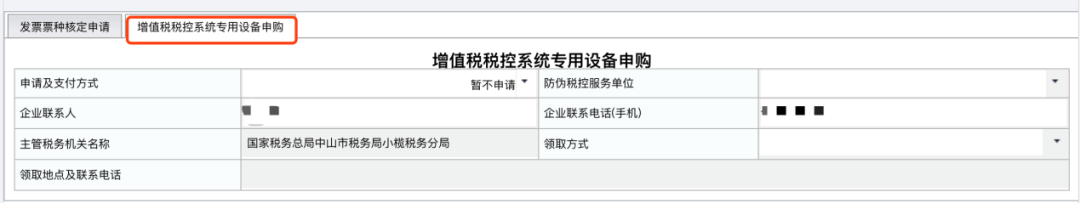 发票票种核定申请 增值税税控系统专用设备申购
增值税税控系统专用设备申购
申请及支付方式 暂不申请 防伪税控服务单位
企业联系人 企业联系电话(手机)
主管税务机关名称 国家税务总局中山市税务局小榄税务分局 领取方式
领取地点及联系电话